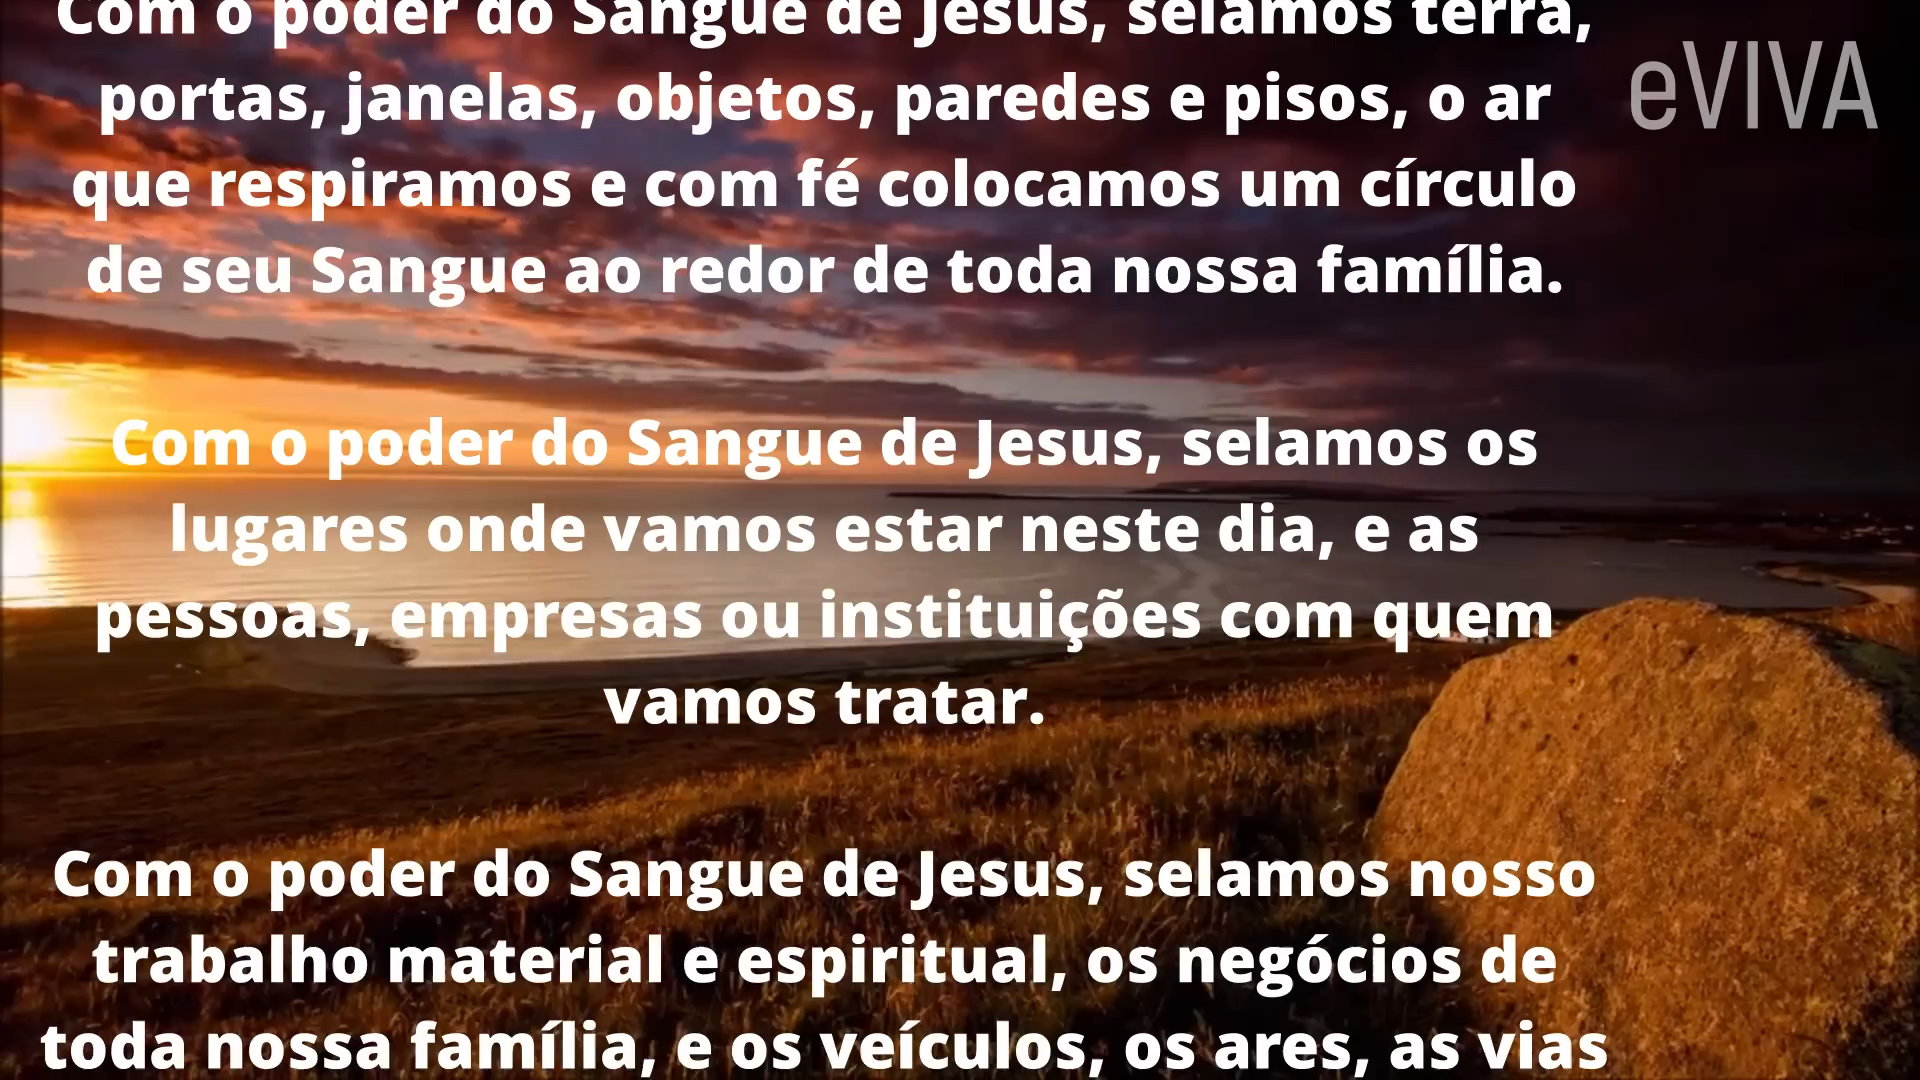 Com o poder do Sangue de Jesus, selamos terra,
portas, janelas, objetos, paredes e pisos, o ar
que respiramos e com fé colocamos um círculo
de seu Sangue ao redor de toda nossa família.
Com o poder do Sangue de Jesus, selamos os
lugares onde vamos estar neste dia, e as
pessoas, empresas ou instituições com quem
vamos tratar.
Com o poder do Sangue de Jesus, selamos nosso
trabalho material e espiritual, os negócios de
toda nossa família, e os veículos, os ares, as vias
eVIVA